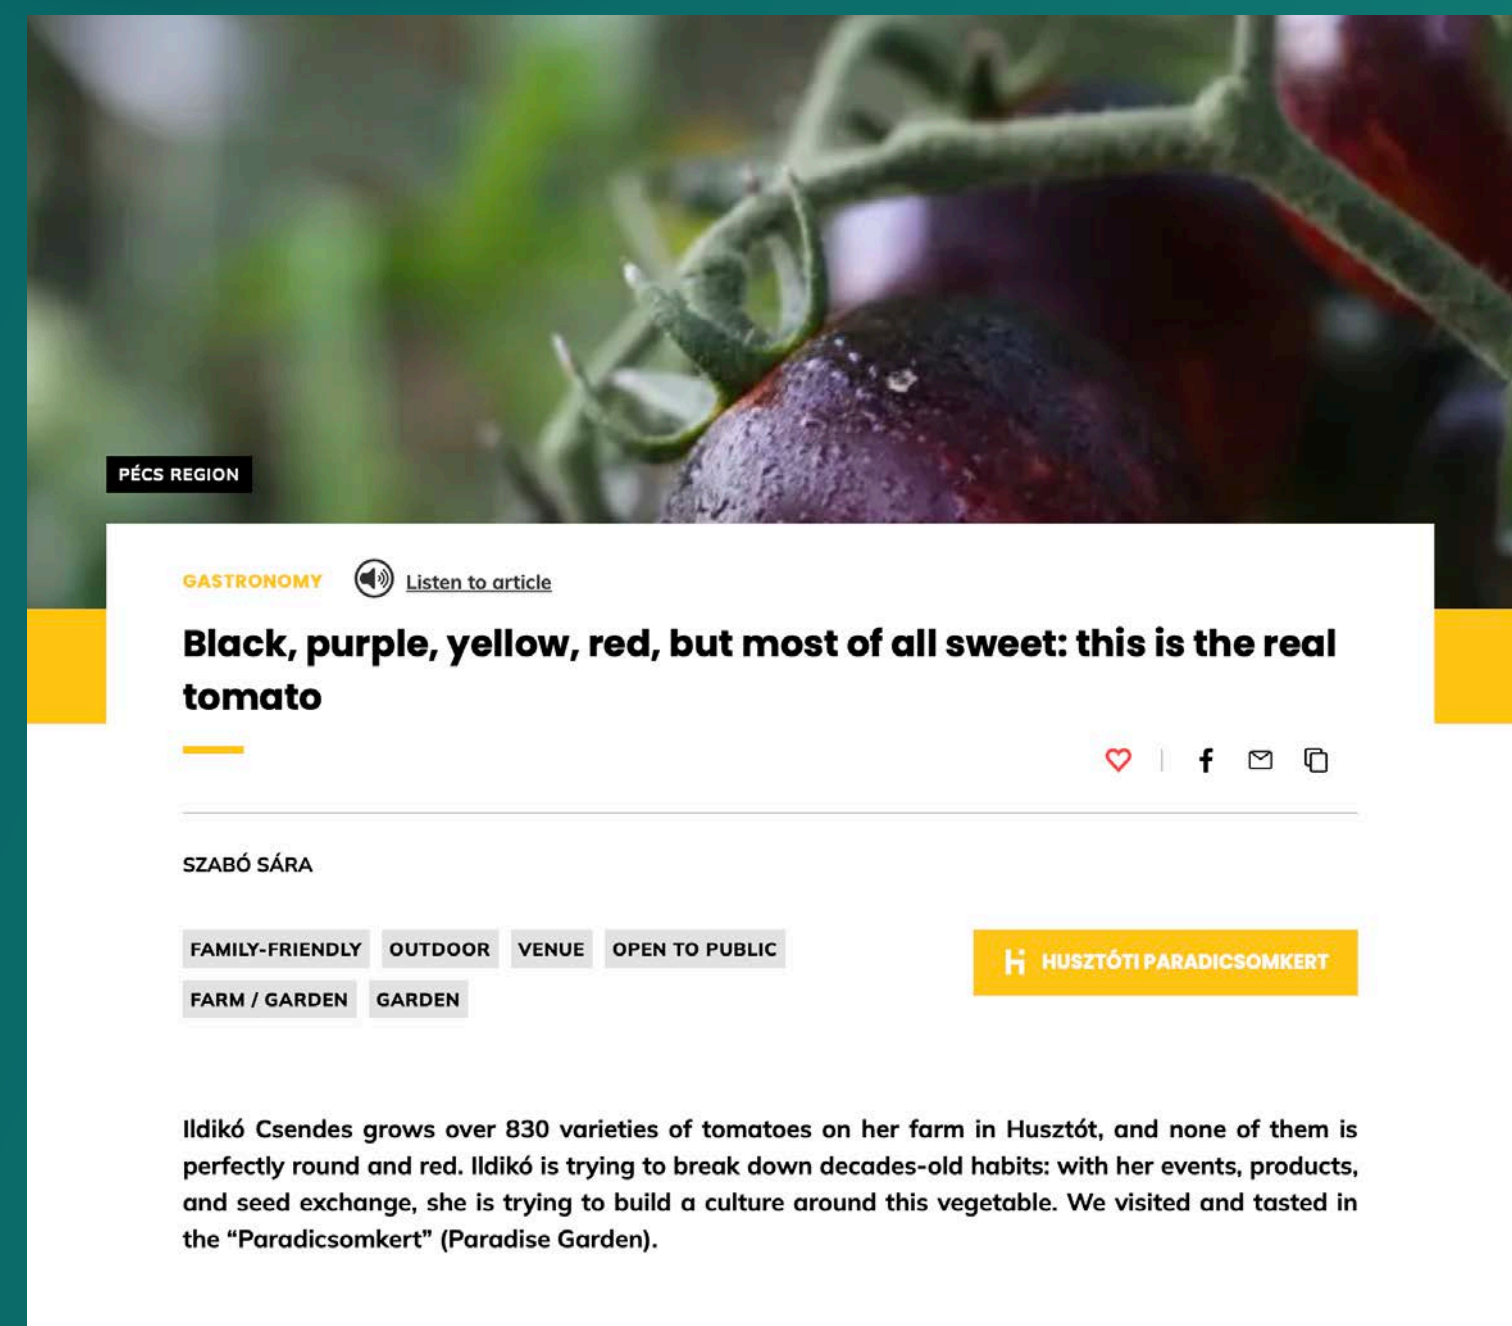 PÉCS REGION
GASTRONOMY
Listen to article
Black, purple, yellow, red, but most of all sweet: this is the real
tomato
SZABÓ SÁRA
FAMILY-FRIENDLY OUTDOOR VENUE OPEN TO PUBLIC
FARM / GARDEN GARDEN
HUSZTÓTI PARADICSOMKERT
Ildikó Csendes grows over 830 varieties of tomatoes on her farm in Husztót, and none of them is
perfectly round and red. Ildikó is trying to break down decades-old habits: with her events, products,
and seed exchange, she is trying to build a culture around this vegetable. We visited and tasted in
the “Paradicsomkert” (Paradise Garden).